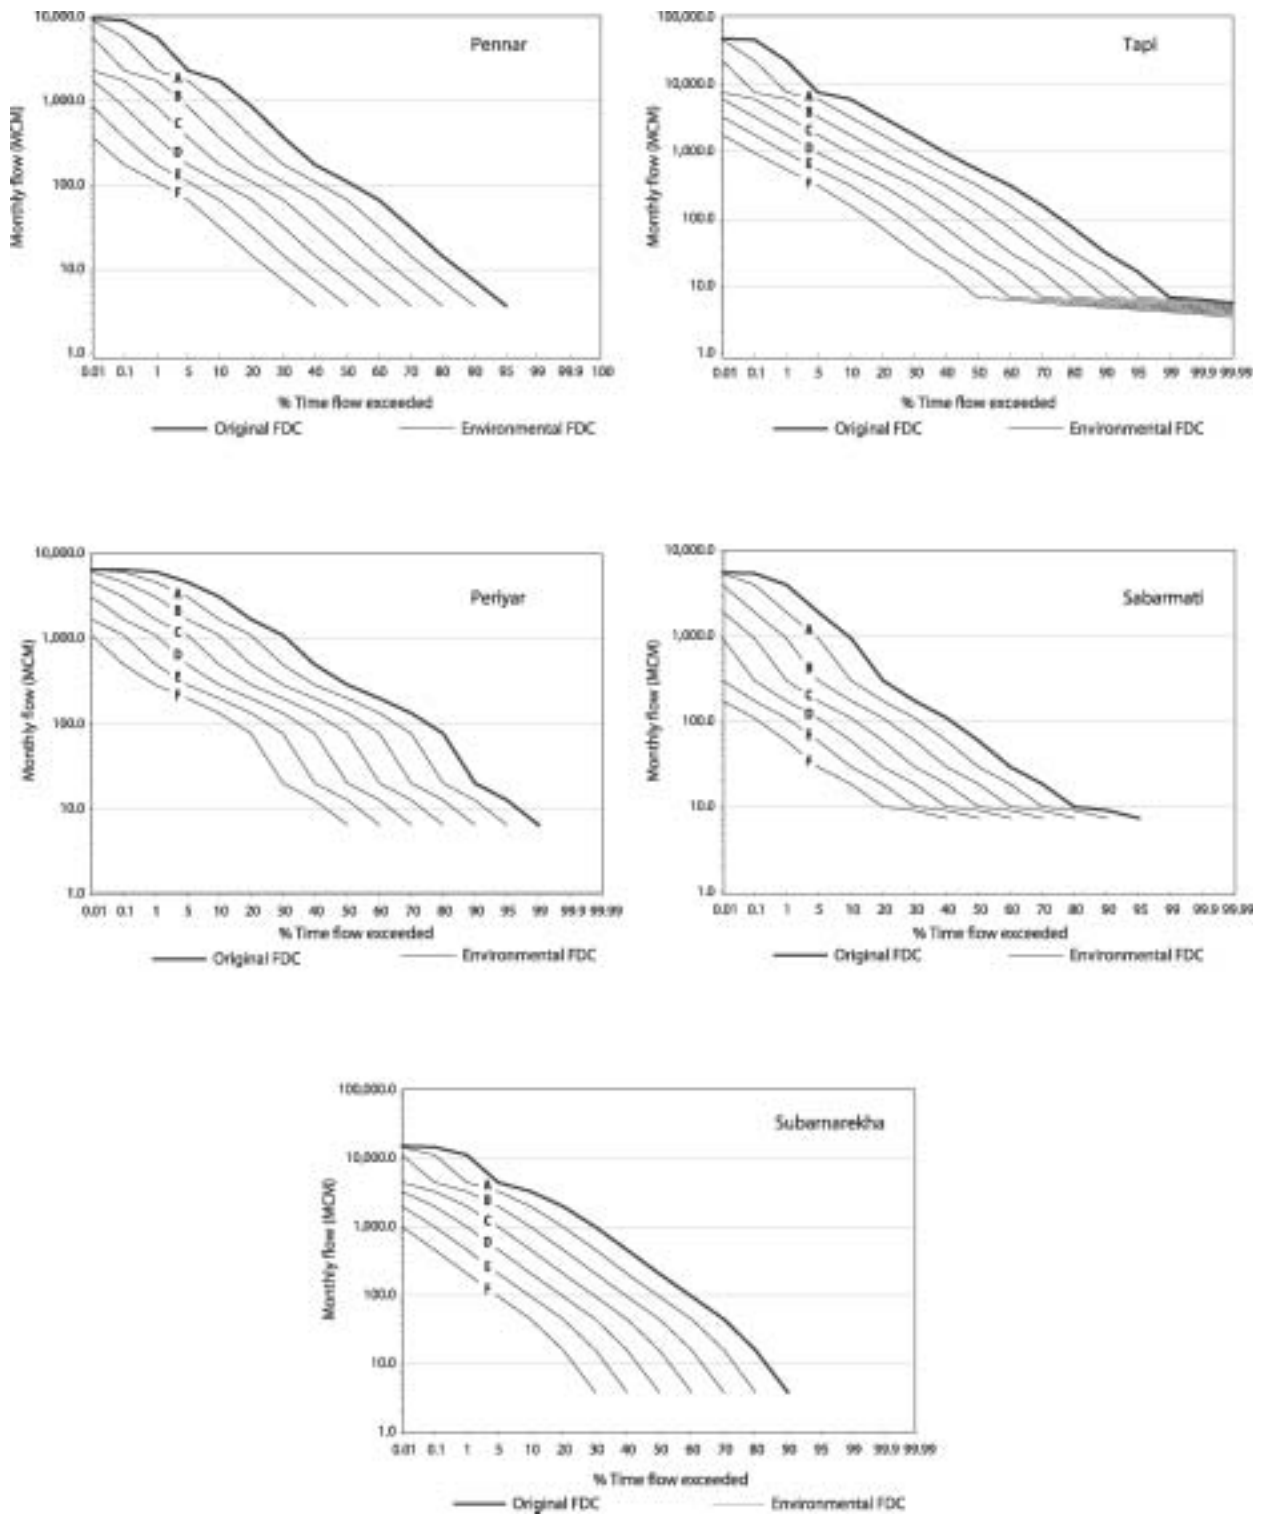 Pennar
Monthly flow (MCM)
10,000.0
1,000.0
100.0
10.0
1.0
A
B
C
D
E
F
0.01 0.1 1 5 10 20 30 40 50 60 70 80 90 95 99 99.9 100
% Time flow exceeded
Original FDC Environmental FDC
Tapi
Monthly flow (MCM)
100,000.0
10,000.0
1,000.0
100.0
10.0
1.0
A
B
C
D
E
F
0.01 0.1 1 5 10 20 30 40 50 60 70 80 90 95 99 99.9 99.99
% Time flow exceeded
Original FDC Environmental FDC
Periyar
Monthly flow (MCM)
10,000.0
1,000.0
100.0
10.0
1.0
A
B
C
D
E
F
0.01 0.1 1 5 10 20 30 40 50 60 70 80 90 95 99 99.9 99.99
% Time flow exceeded
Original FDC Environmental FDC
Sabarmati
Monthly flow (MCM)
10,000.0
1,000.0
100.0
10.0
1.0
A
B
C
D
E
F
0.01 0.1 1 5 10 20 30 40 50 60 70 80 90 95 99 99.9 99.99
% Time flow exceeded
Original FDC Environmental FDC
Subarnarekha
Monthly flow (MCM)
100,000.0
10,000.0
1,000.0
100.0
10.0
1.0
A
B
C
D
E
F
0.01 0.1 1 5 10 20 30 40 50 60 70 80 90 95 99 99.9 99.99
% Time flow exceeded
Original FDC Environmental FDC